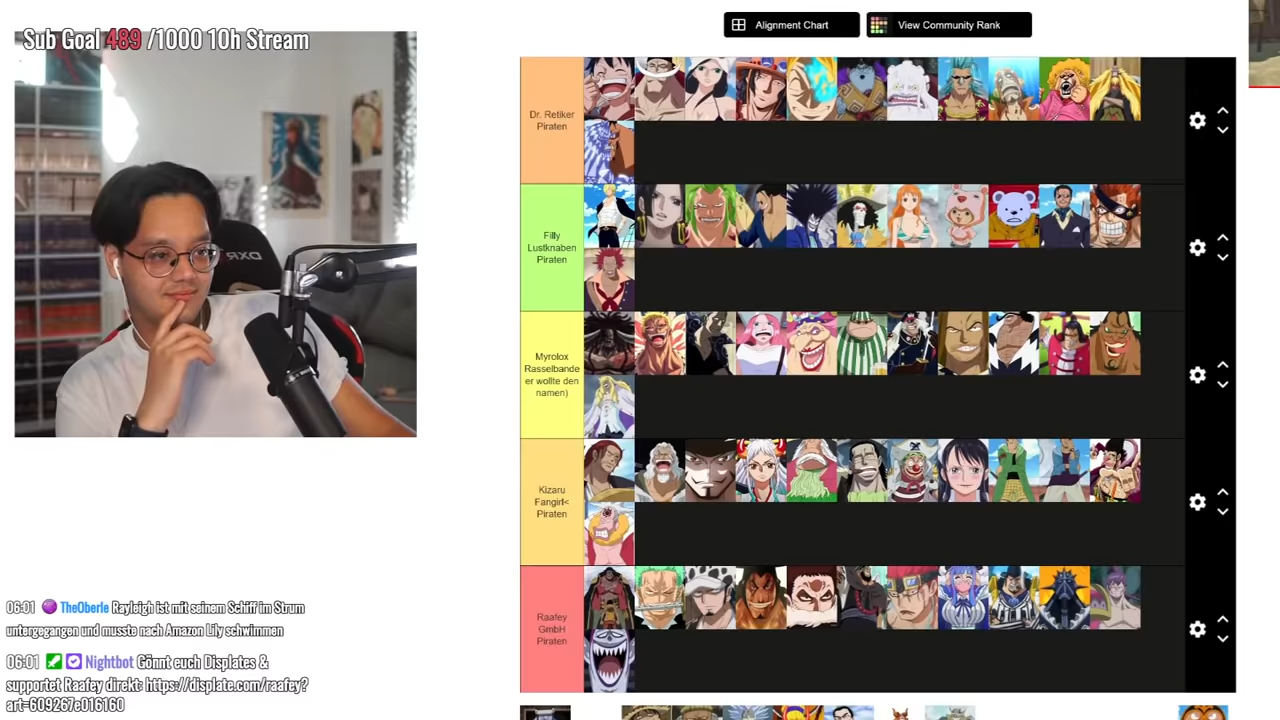 Sub Goal 489 /1000 10h Stream
Alignment Chart
View Community Rank
DXR
Dr. Retiker
Piraten
Filly
Lustknaben
Piraten
Myrolox
Rasselbande
er wollte den
namen)
Kizaru
Fangirl<
Piraten
Raafey
GmbH
Piraten
06:01 TheOberle Rayleigh ist mit seinem Schiff im Strum
untergegangen und musste nach Amazon Lily schwimmen
06:01 Nightbot Gönnt euch Displates &
supportet Raafey direkt: https://displate.com/raafey?
art=609267e016160